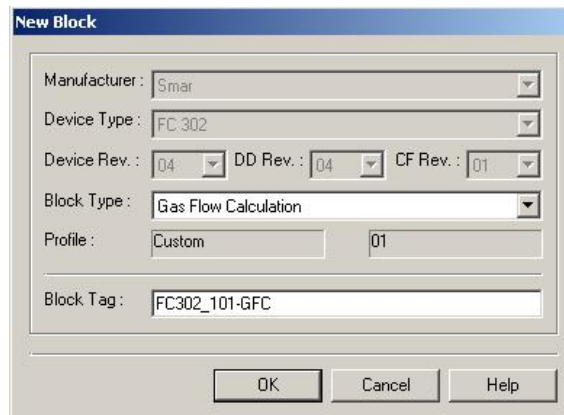 New Block
Manufacturer : Smar
Device Type : FC 302
Device Rev. : 04 DD Rev. : 04 CF Rev. : 01
Block Type : Gas Flow Calculation
Profile : Custom 01
Block Tag : FC302_101-GFC
OK Cancel Help